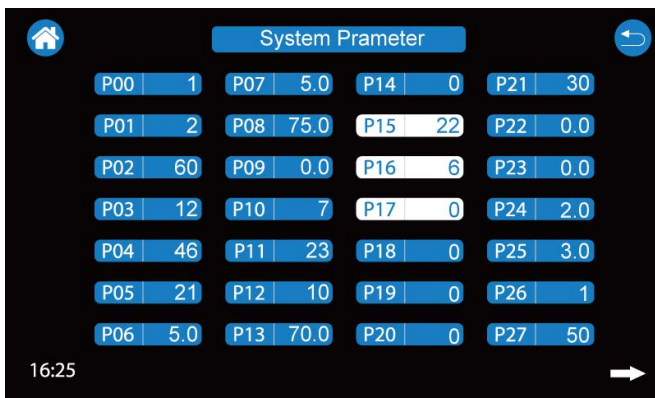 System Prameter
P00 1 P07 5.0 P14 0 P21 30
P01 2 P08 75.0 P15 22 P22 0.0
P02 60 P09 0.0 P16 6 P23 0.0
P03 12 P10 7 P17 0 P24 2.0
P04 46 P11 23 P18 0 P25 3.0
P05 21 P12 10 P19 0 P26 1
P06 5.0 P13 70.0 P20 0 P27 50
16:25